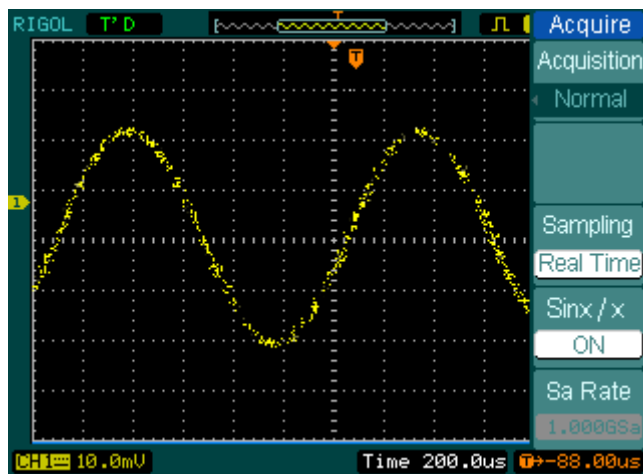 RIGOL T'D T
Acquire
T
Acquisition
Normal
1
Sampling
Real Time
Sinx/x
ON
Sa Rate
1.000GSa
CH1 10.0mV Time 200.0us T→-88.00us